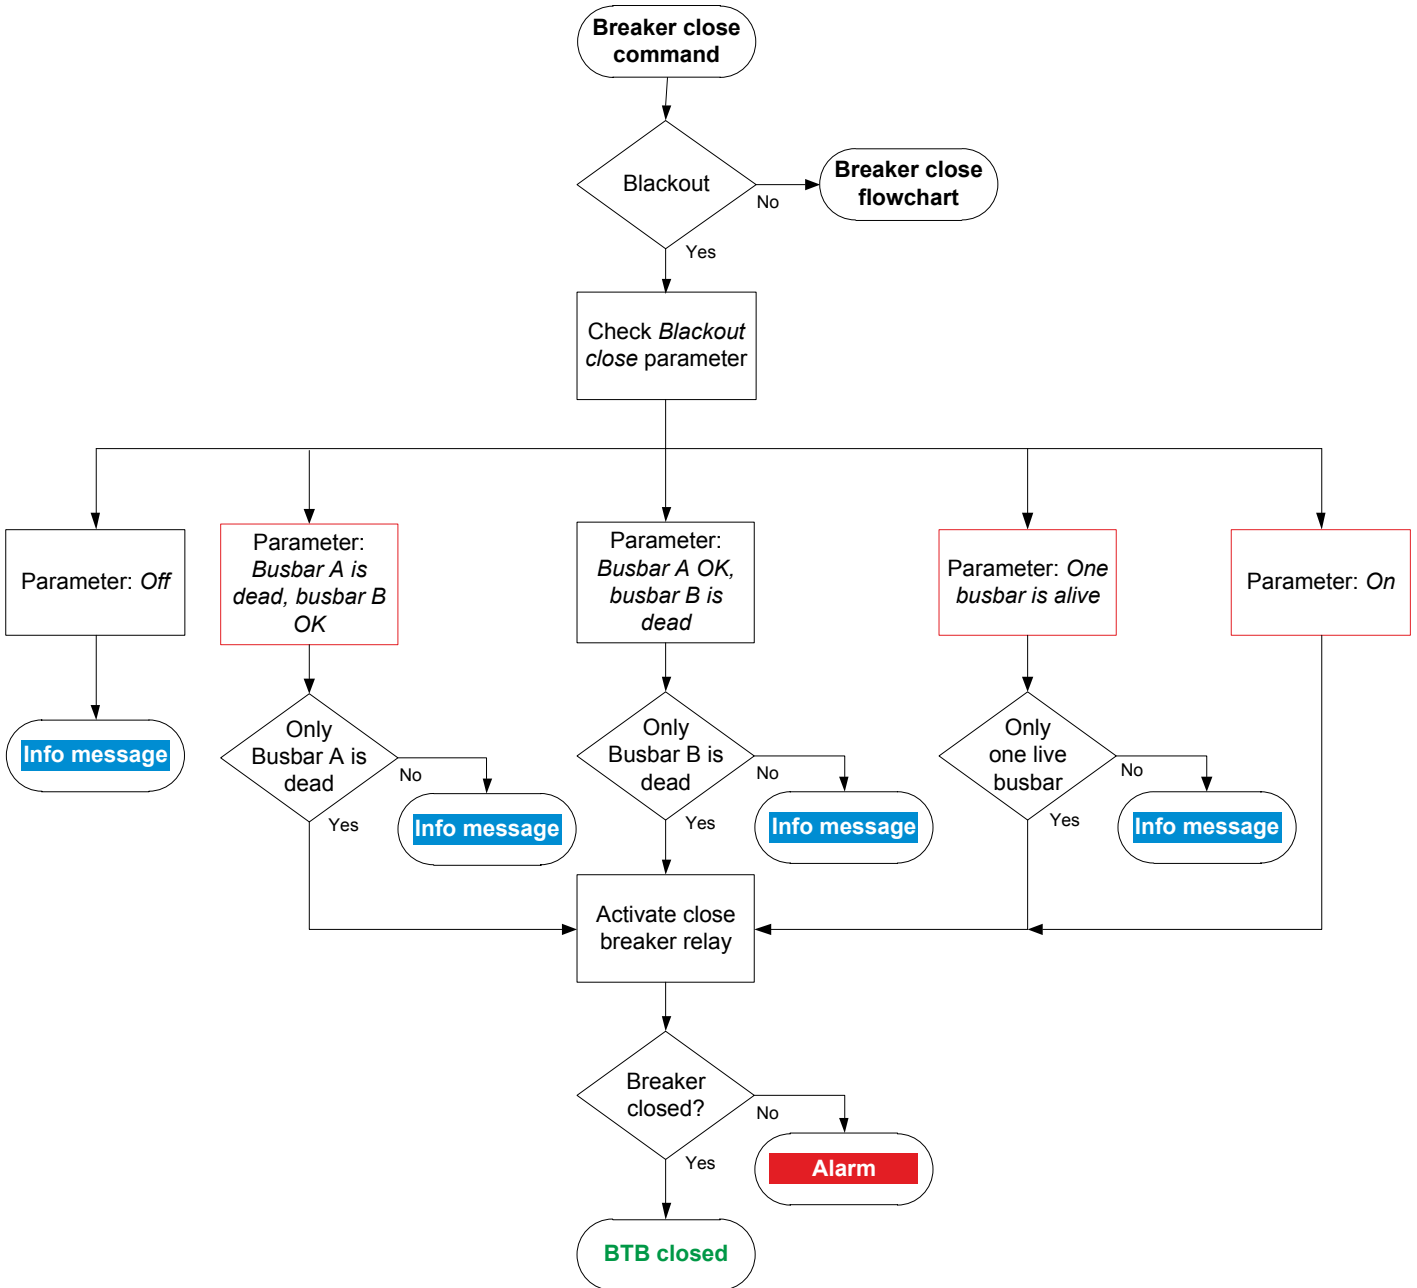 Breaker close
command
Blackout
No
Breaker close
flowchart
Yes
Check Blackout
close parameter
Parameter: Off
Parameter:
Busbar A is
dead, busbar B
OK
Parameter:
Busbar A OK,
busbar B is
dead
Parameter: One
busbar is alive
Parameter: On
Info message
Only
Busbar A is
dead
No
Yes
Info message
Only
Busbar B is
dead
No
Yes
Info message
Only
one live
busbar
No
Yes
Info message
Activate close
breaker relay
Breaker
closed?
No
Yes
Alarm
BTB closed